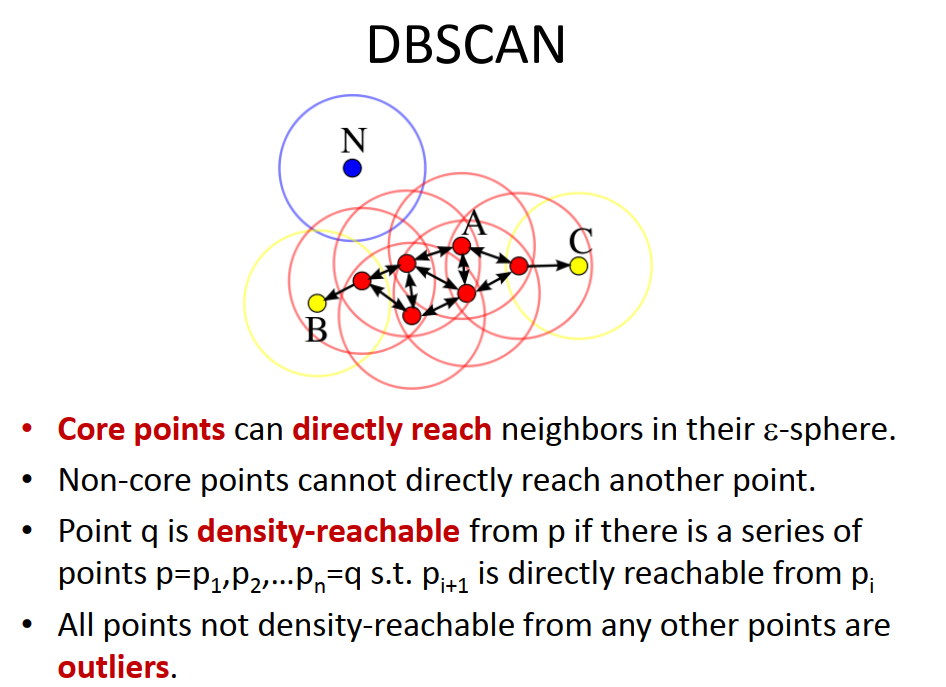 DBSCAN
N
A
C
B
• Core points can directly reach neighbors in their ε-sphere.
• Non-core points cannot directly reach another point.
• Point q is density-reachable from p if there is a series of
points p=p₁,p₂,...pₙ=q s.t. pᵢ₊₁ is directly reachable from pᵢ
• All points not density-reachable from any other points are
outliers.